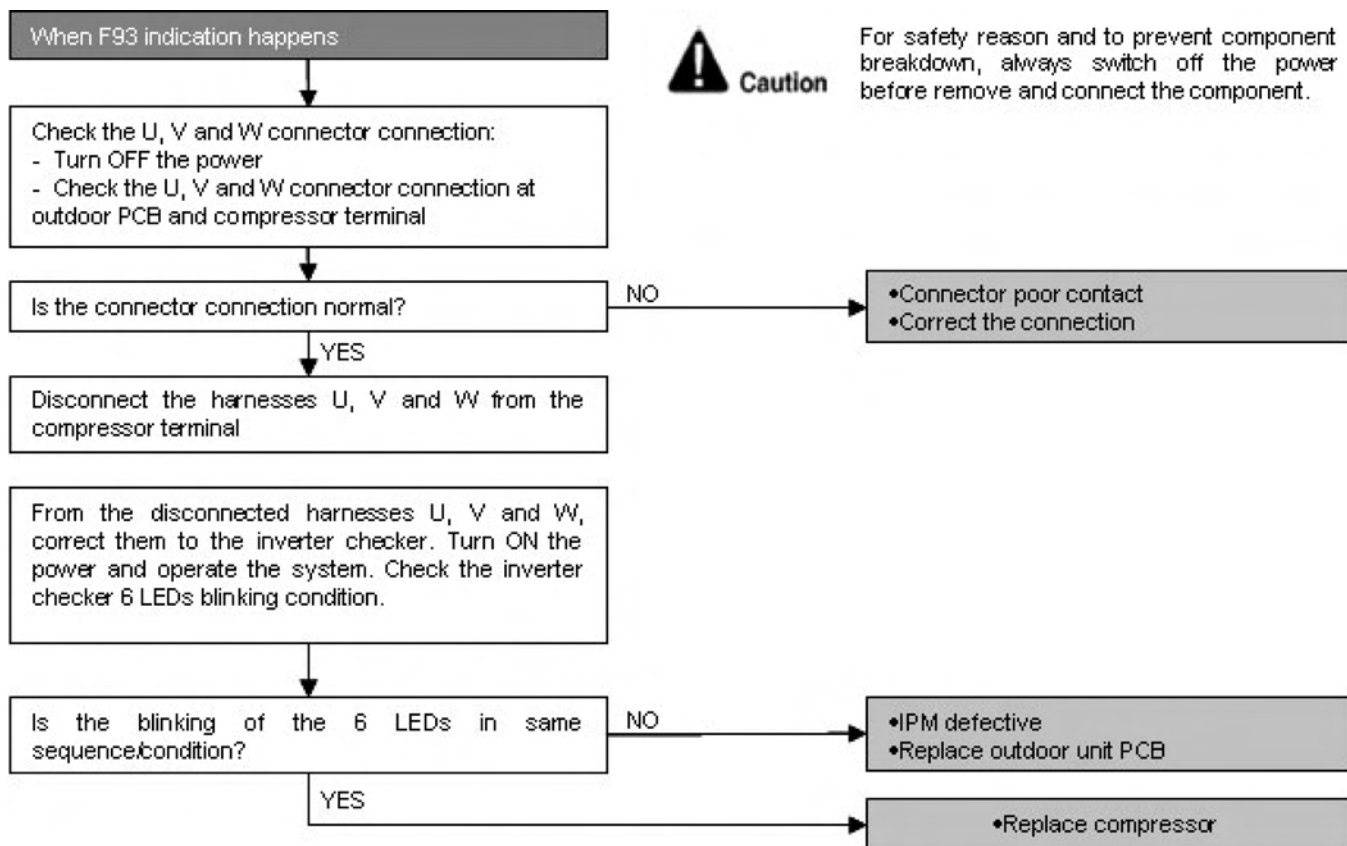 When F93 indication happens
Caution
For safety reason and to prevent component
breakdown, always switch off the power
before remove and connect the component.
Check the U, V and W connector connection:
- Turn OFF the power
- Check the U, V and W connector connection at
outdoor PCB and compressor terminal
Is the connector connection normal?
NO
•Connector poor contact
•Correct the connection
YES
Disconnect the harnesses U, V and W from the
compressor terminal
From the disconnected harnesses U, V and W,
correct them to the inverter checker. Turn ON the
power and operate the system. Check the inverter
checker 6 LEDs blinking condition.
Is the blinking of the 6 LEDs in same
sequence/condition?
NO
•IPM defective
•Replace outdoor unit PCB
YES
•Replace compressor